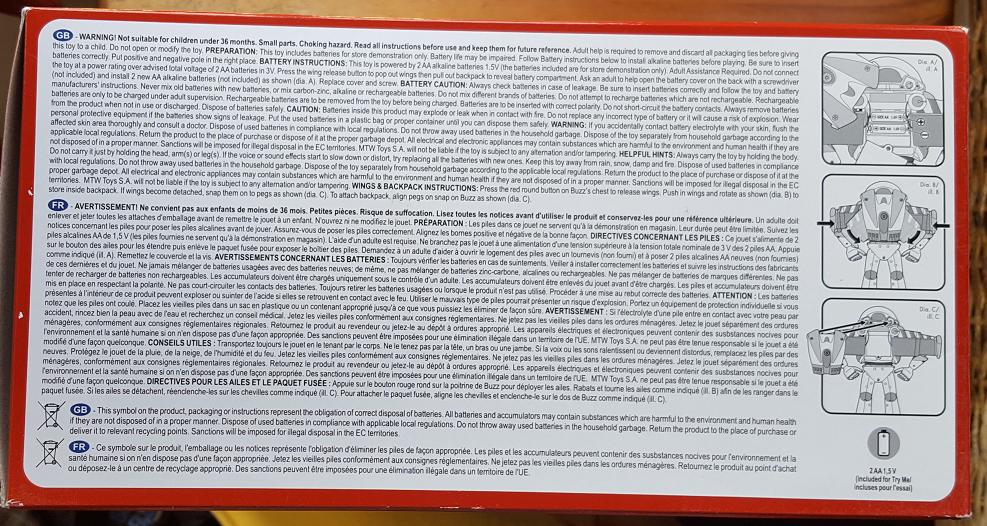 GB - WARNING! Not suitable for children under 36 months. Small parts. Choking hazard. Read all instructions before use and keep them for future reference. Adult help is required to remove and discard all packaging ties before giving
this toy to a child. Do not open or modify the toy. PREPARATION: This toy includes batteries for store demonstration only. Battery life may be impaired. Follow Battery instructions below to install alkaline batteries before playing. Be sure to insert
batteries correctly. Put positive and negative pole in the right place. BATTERY INSTRUCTIONS: This toy is powered by 2 AA alkaline batteries 1.5V (the batteries included are for store demonstration only). Adult Assistance Required. Do not connect
the toy at a power rating over advised total voltage of 2 AA batteries in 3V. Press the wing release button to pop out wings then pull out backpack to reveal battery compartment. Ask an adult to help open the battery cover on the back with a screwdriver
(not included) and install 2 new AA alkaline batteries (not included) as shown (dia. A). Replace cover and screw. BATTERY CAUTION: Always check batteries in case of leakage. Be sure to insert batteries correctly and follow the toy and battery
manufacturers' instructions. Never mix old batteries with new batteries, or mix carbon-zinc, alkaline or rechargeable batteries. Do not mix different brands of batteries. Do not attempt to recharge batteries which are not rechargeable. Rechargeable
batteries are only to be charged under adult supervision. Rechargeable batteries are to be removed from the toy before being charged. Batteries are to be inserted with correct polarity. Do not short-circuit the battery contacts. Always remove batteries
from the product when not in use or discharged. Dispose of batteries safely. CAUTION: Batteries inside this product may explode or leak when in contact with fire. Do not replace any incorrect type of battery or it will cause a risk of explosion. Wear
personal protective equipment if the batteries show signs of leakage. Put the used batteries in a plastic bag or proper container until you can dispose them safely. WARNING: If you accidentally contact battery electrolyte with your skin, flush the
affected skin area thoroughly and consult a doctor. Dispose of used batteries in compliance with local regulations. Do not throw away used batteries in the household garbage. Dispose of the toy separately from household garbage according to the
applicable local regulations. Return the product to the place of purchase or dispose of it at the proper garbage depot. All electrical and electronic appliances may contain substances which are harmful to the environment and human health if they are
not disposed of in a proper manner. Sanctions will be imposed for illegal disposal in the EC territories. MTW Toys S.A. will not be liable if the toy is subject to any alternation and/or tampering. HELPFUL HINTS: Always carry the toy by holding the body.
Do not carry it just by holding the head, arm(s) or leg(s). If the voice or sound effects start to slow down or distort, try replacing all the batteries with new ones. Keep this toy away from rain, snow, damp and fire. Dispose of used batteries in compliance
with local regulations. Do not throw away used batteries in the household garbage. Dispose of the toy separately from household garbage according to the applicable local regulations. Return the product to the place of purchase or dispose of it at the
proper garbage depot. All electrical and electronic appliances may contain substances which are harmful to the environment and human health if they are not disposed of in a proper manner. Sanctions will be imposed for illegal disposal in the EC
territories. MTW Toys S.A. will not be liable if the toy is subject to any alternation and/or tampering. WINGS & BACKPACK INSTRUCTIONS: Press the red round button on Buzz's chest to release wings. Push in wings and rotate as shown (dia. B) to
store inside backpack. If wings become detached, snap them on to pegs as shown (dia. C). To attach backpack, align pegs on snap on Buzz as shown (dia. C).
FR - AVERTISSEMENT! Ne convient pas aux enfants de moins de 36 mois. Petites pièces. Risque de suffocation. Lisez toutes les notices avant d'utiliser le produit et conservez-les pour une référence ultérieure. Un adulte doit
enlever et jeter toutes les attaches d'emballage avant de remettre le jouet à un enfant. N'ouvrez ni ne modifiez le jouet. PRÉPARATION : Les piles dans ce jouet ne servent qu'à la démonstration en magasin. Leur durée peut être limitée. Suivez les
notices concernant les piles pour poser les piles alcalines avant de jouer. Assurez-vous de poser les piles correctement. Alignez les bornes positive et négative de la bonne façon. DIRECTIVES CONCERNANT LES PILES : Ce jouet s'alimente de 2
piles alcalines AA de 1,5 V (les piles fournies ne servent qu'à la démonstration en magasin). L'aide d'un adulte est requise. Ne branchez pas le jouet à une alimentation d'une tension supérieure à la tension totale nominale de 3 V des 2 piles AA. Appuie
sur le bouton des ailes pour les étendre puis enlève le paquet fusée pour exposer le boîtier des piles. Demandez à un adulte d'aider à ouvrir le logement des piles avec un tournevis (non fourni) et à poser 2 piles alcalines AA neuves (non fournies)
comme indiqué (ill. A). Remettez le couvercle et la vis. AVERTISSEMENTS CONCERNANT LES BATTERIES : Toujours vérifier les batteries en cas de suintements. Veiller à installer correctement les batteries et suivre les instructions des fabricants
de ces dernières et du jouet. Ne jamais mélanger de batteries usagées avec des batteries neuves; de même, ne pas mélanger de batteries zinc-carbone, alcalines ou rechargeables. Ne mélanger de batteries de marques différentes. Ne pas
tenter de recharger de batteries non rechargeables. Les accumulateurs doivent être chargés uniquement sous le contrôle d'un adulte. Les accumulateurs doivent être enlevés du jouet avant d'être chargés. Les piles et accumulateurs doivent être
mis en place en respectant la polarité. Ne pas court-circuiter les contacts des batteries. Toujours retirer les batteries usagées ou lorsque le produit n'est pas utilisé. Procéder à une mise au rebut correcte des batteries. ATTENTION : Les batteries
présentes à l'intérieur de ce produit peuvent exploser ou suinter de l'acide si elles se retrouvent en contact avec le feu. Utiliser le mauvais type de piles pourrait présenter un risque d'explosion. Portez un équipement de protection individuelle si vous
notez que les piles ont coulé. Placez les vieilles piles dans un sac en plastique ou un contenant approprié jusqu'à ce que vous puissiez les éliminer de façon sûre. AVERTISSEMENT : Si l'électrolyte d'une pile entre en contact avec votre peau par
accident, rincez bien la peau avec de l'eau et recherchez un conseil médical. Jetez les vieilles piles conformément aux consignes réglementaires. Ne jetez pas les vieilles piles dans les ordures ménagères. Jetez le jouet séparément des ordures
ménagères, conformément aux consignes réglementaires régionales. Retournez le produit au revendeur ou jetez-le au dépôt à ordures approprié. Les appareils électriques et électroniques peuvent contenir des substances nocives pour
l'environnement et la santé humaine si on n'en dispose pas d'une façon appropriée. Des sanctions peuvent être imposées pour une élimination illégale dans un territoire de l'UE. MTW Toys S.A. ne peut pas être tenue responsable si le jouet a été
modifié d'une façon quelconque. CONSEILS UTILES : Transportez toujours le jouet en le tenant par le corps. Ne le tenez pas par la tête, un bras ou une jambe. Si la voix ou les sons ralentissent ou deviennent distordus, remplacez les piles par des
neuves. Protégez le jouet de la pluie, de la neige, de l'humidité et du feu. Jetez les vieilles piles conformément aux consignes réglementaires. Ne jetez pas les vieilles piles dans les ordures ménagères. Jetez le jouet séparément des ordures
ménagères, conformément aux consignes réglementaires régionales. Retournez le produit au revendeur ou jetez-le au dépôt à ordures approprié. Les appareils électriques et électroniques peuvent contenir des substances nocives pour
l'environnement et la santé humaine si on n'en dispose pas d'une façon appropriée. Des sanctions peuvent être imposées pour une élimination illégale dans un territoire de l'UE. MTW Toys S.A. ne peut pas être tenue responsable si le jouet a été
modifié d'une façon quelconque. DIRECTIVES POUR LES AILES ET LE PAQUET FUSÉE : Appuie sur le bouton rouge rond sur la poitrine de Buzz pour déployer les ailes. Rabats et tourne les ailes comme indiqué (ill. B) afin de les ranger dans le
paquet fusée. Si les ailes se détachent, réenclenche-les sur les chevilles comme indiqué (ill. C). Pour attacher le paquet fusée, aligne les chevilles et enclenche-le sur le dos de Buzz comme indiqué (ill. C).
GB - This symbol on the product, packaging or instructions represent the obligation of correct disposal of batteries. All batteries and accumulators may contain substances which are harmful to the environment and human health
if they are not disposed of in a proper manner. Dispose of used batteries in compliance with applicable local regulations. Do not throw away used batteries in the household garbage. Return the product to the place of purchase or
deliver it to relevant recycling points. Sanctions will be imposed for illegal disposal in the EC territories.
FR - Ce symbole sur le produit, l'emballage ou les notices représente l'obligation d'éliminer les piles de façon appropriée. Les piles et les accumulateurs peuvent contenir des substances nocives pour l'environnement et la
santé humaine si on n'en dispose pas d'une façon appropriée. Jetez les vieilles piles conformément aux consignes réglementaires. Ne jetez pas les vieilles piles dans les ordures ménagères. Retournez le produit au point d'achat
ou déposez-le à un centre de recyclage approprié. Des sanctions peuvent être imposées pour une élimination illégale dans un territoire de l'UE.
Dia. A/
ill. A
Dia. B/
ill. B
Dia. C/
ill. C
2 AA 1,5 V
(included for Try Me/
Incluses pour l'essai)